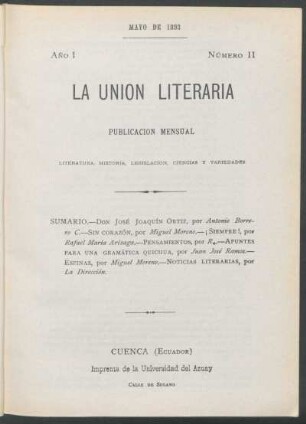 MAYO DE 1893
AÑO I NÚMERO II
LA UNION LITERARIA
PUBLICACION MENSUAL
LITERATURA, HISTORIA, LEGISLACION, CIENCIAS Y VARIEDADES
SUMARIO.—DON JOSÉ JOAQUÍN ORTIZ, por Antonio Borre-
ro C.—SIN CORAZÓN, por Miguel Moreno.—¡SIEMPRE!, por
Rafael María Arízaga.—PENSAMIENTOS, por R.—APUNTES
PARA UNA GRAMÁTICA QUICHUA, por Juan José Ramos.—
ESPINAS, por Miguel Moreno.—NOTICIAS LITERARIAS, por
La Dirección.
CUENCA (ECUADOR)
Imprenta de la Universidad del Azuay
CALLE DE SOLANO